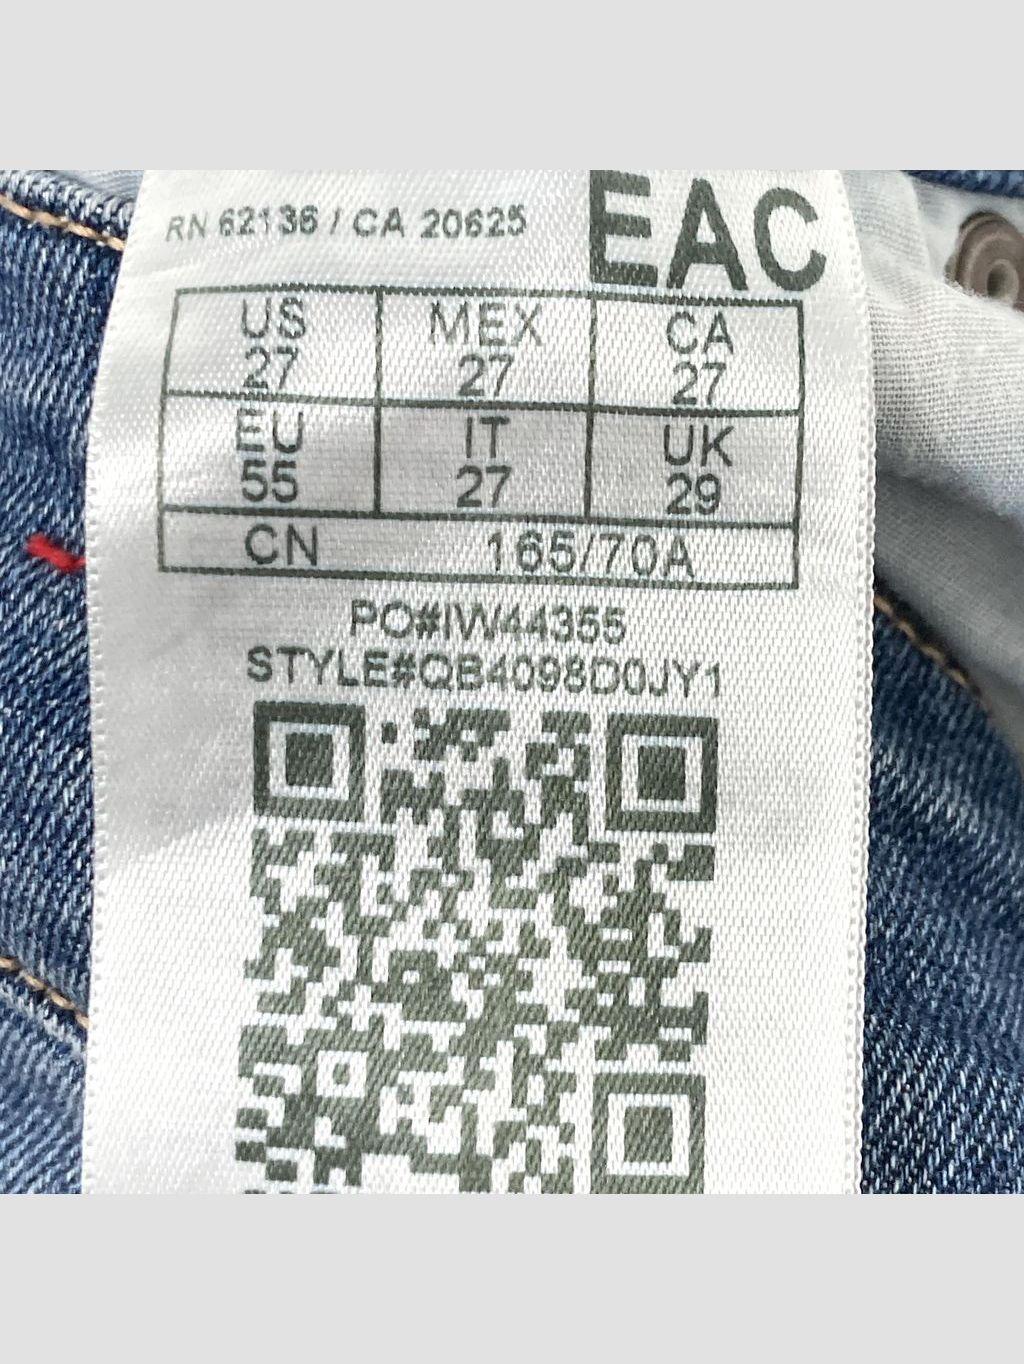 RN 62136 / CA 20625
EAC
US MEX CA
27 27 27
EU IT UK
55 27 29
CN 165/70A
PO#IW44355
STYLE#QB4098D0JY1